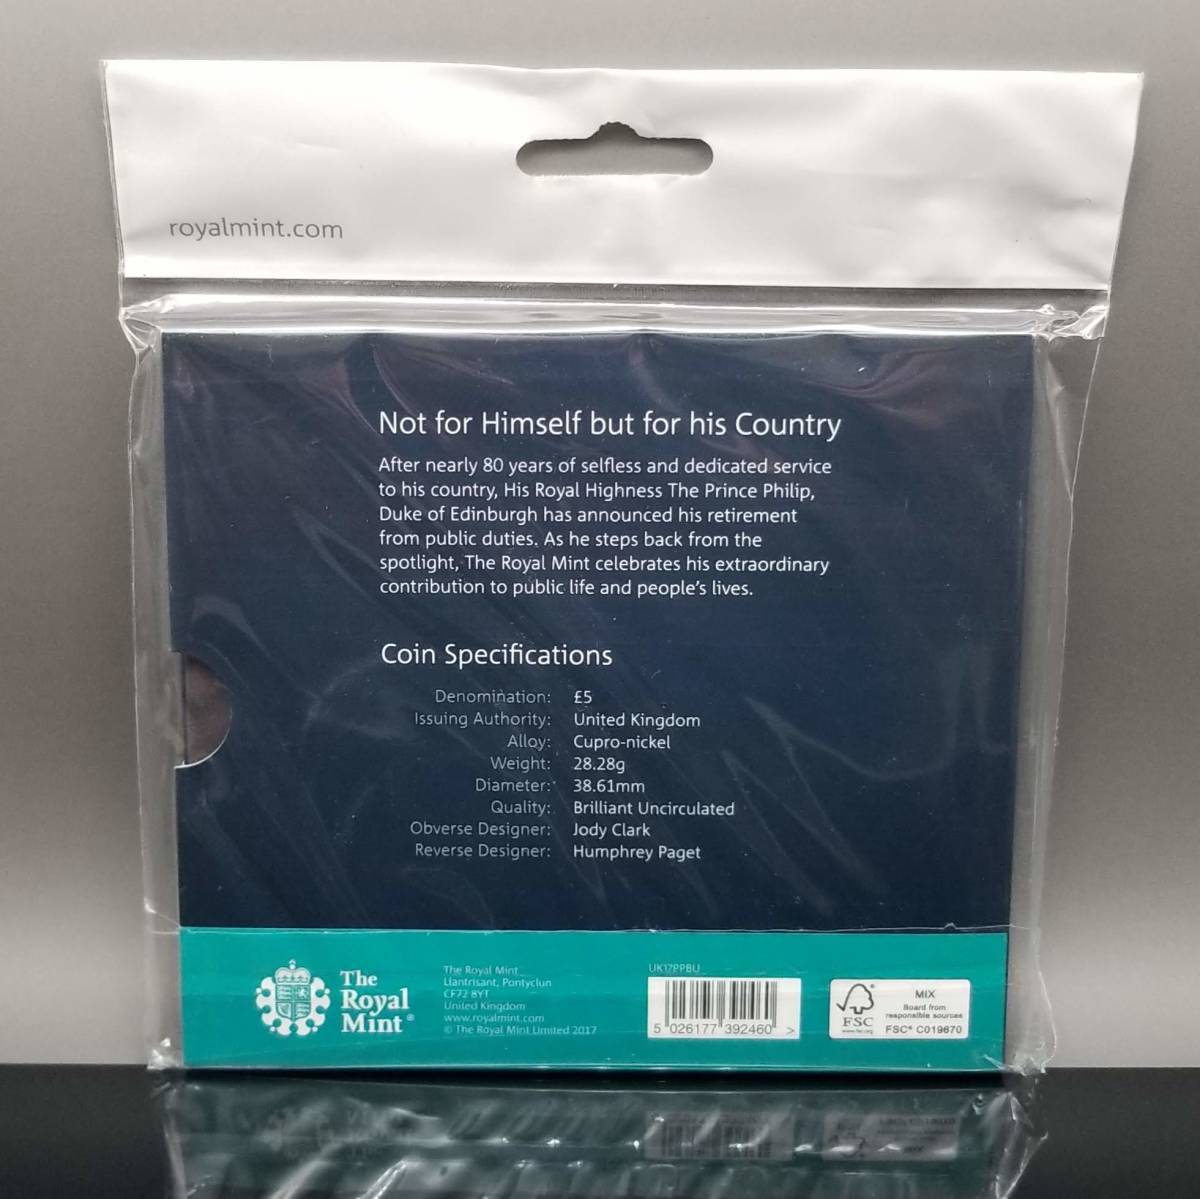 royalmint.com
Not for Himself but for his Country
After nearly 80 years of selfless and dedicated service
to his country, His Royal Highness The Prince Philip,
Duke of Edinburgh has announced his retirement
from public duties. As he steps back from the
spotlight, The Royal Mint celebrates his extraordinary
contribution to public life and people's lives.
Coin Specifications
Denomination: £5
Issuing Authority: United Kingdom
Alloy: Cupro-nickel
Weight: 28.28g
Diameter: 38.61mm
Quality: Brilliant Uncirculated
Obverse Designer: Jody Clark
Reverse Designer: Humphrey Paget
The
Royal
Mint®
The Royal Mint
Llantrisant, Pontyclun
CF72 8YT
United Kingdom
www.royalmint.com
© The Royal Mint Limited 2017
UK17PPBU
5 026177 392460 >
FSC
www.fsc.org
MIX
Board from
responsible sources
FSC® C019670